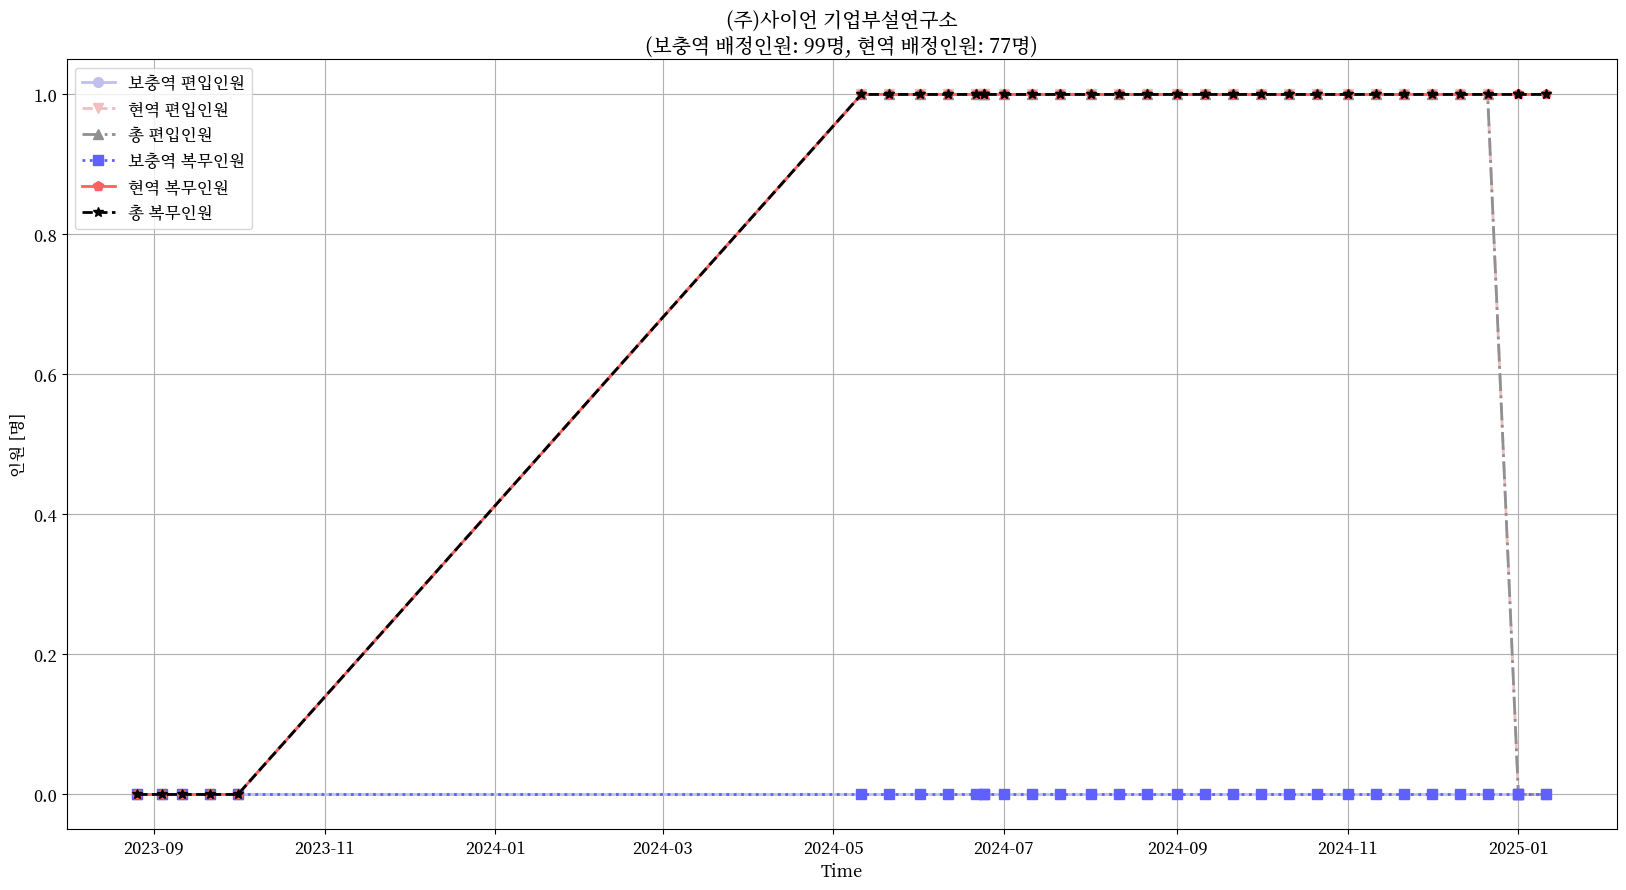 (주)사이언 기업부설연구소
(보충역 배정인원: 99명, 현역 배정인원: 77명)
보충역 편입인원
현역 편입인원
총 편입인원
보충역 복무인원
현역 복무인원
총 복무인원
1.0
0.8
0.6
0.4
0.2
0.0
인원 [명]
2023-09
2023-11
2024-01
2024-03
2024-05
2024-07
2024-09
2024-11
2025-01
Time